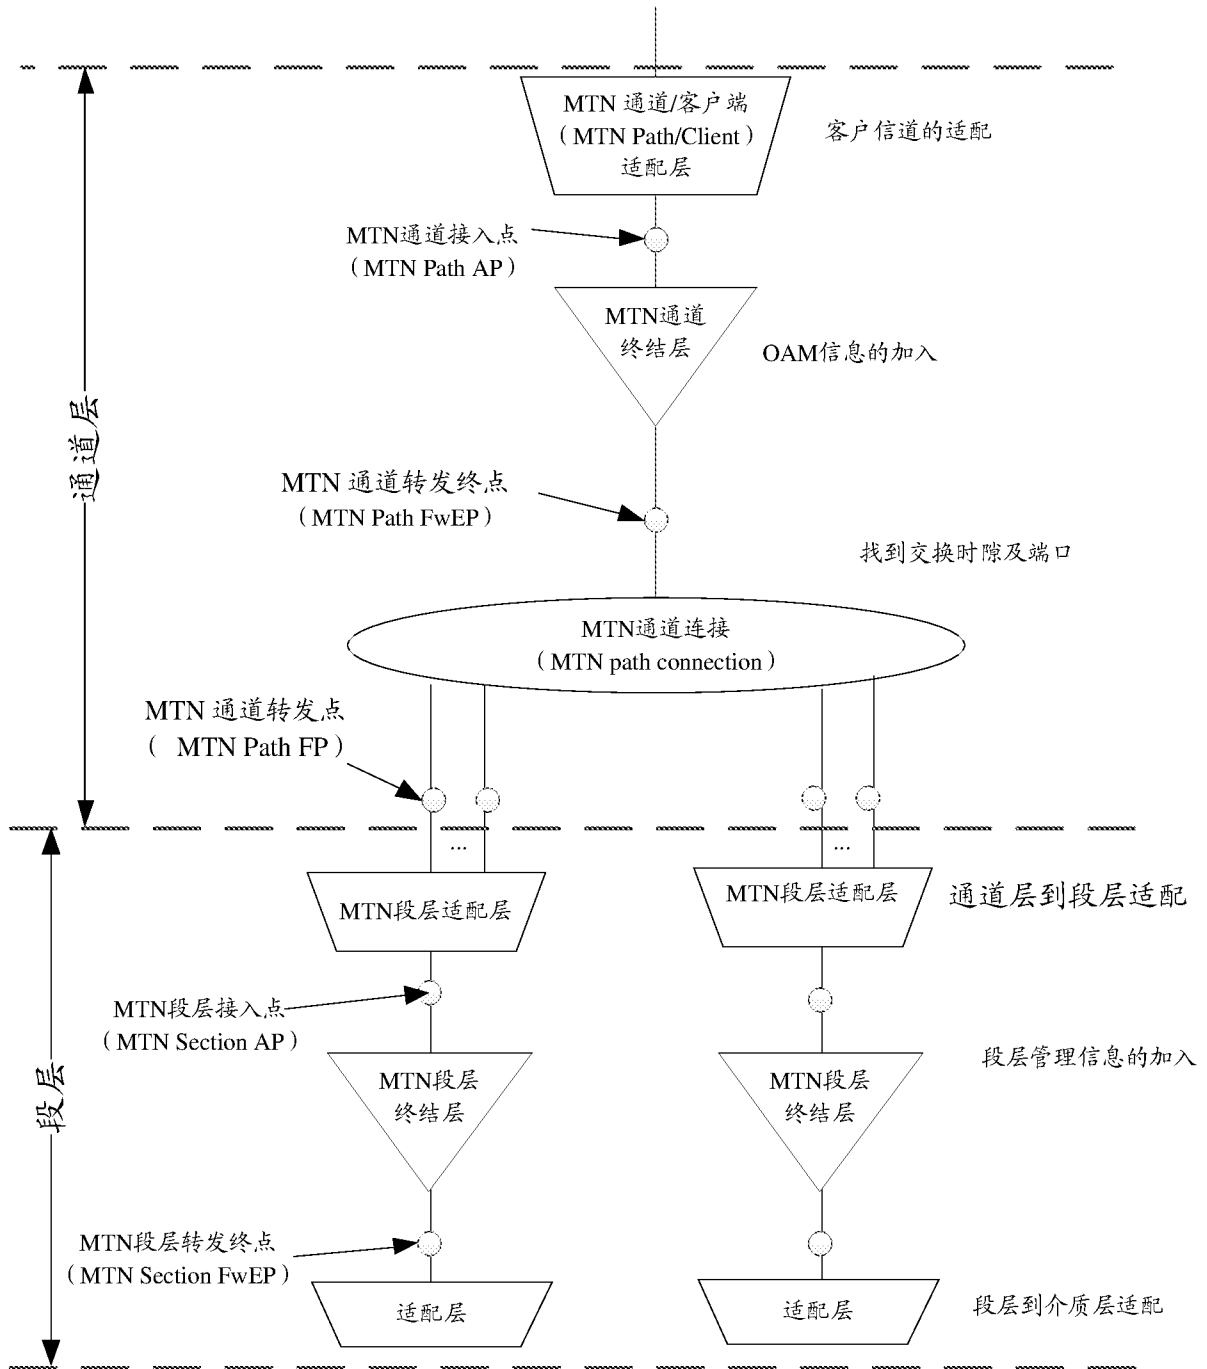 MTN 通道/客户端
（MTN Path/Client）
适配层
客户信道的适配
MTN通道接入点
（MTN Path AP）
MTN通道
终结层
OAM信息的加入
通道层
MTN 通道转发终点
（MTN Path FwEP）
找到交换时隙及端口
MTN通道连接
（MTN path connection）
MTN 通道转发点
（ MTN Path FP）
...
...
MTN段层适配层
MTN段层适配层
通道层到段层适配
MTN段层接入点
（MTN Section AP）
段层管理信息的加入
段层
MTN段层
终结层
MTN段层
终结层
MTN段层转发终点
（MTN Section FwEP）
适配层
适配层
段层到介质层适配